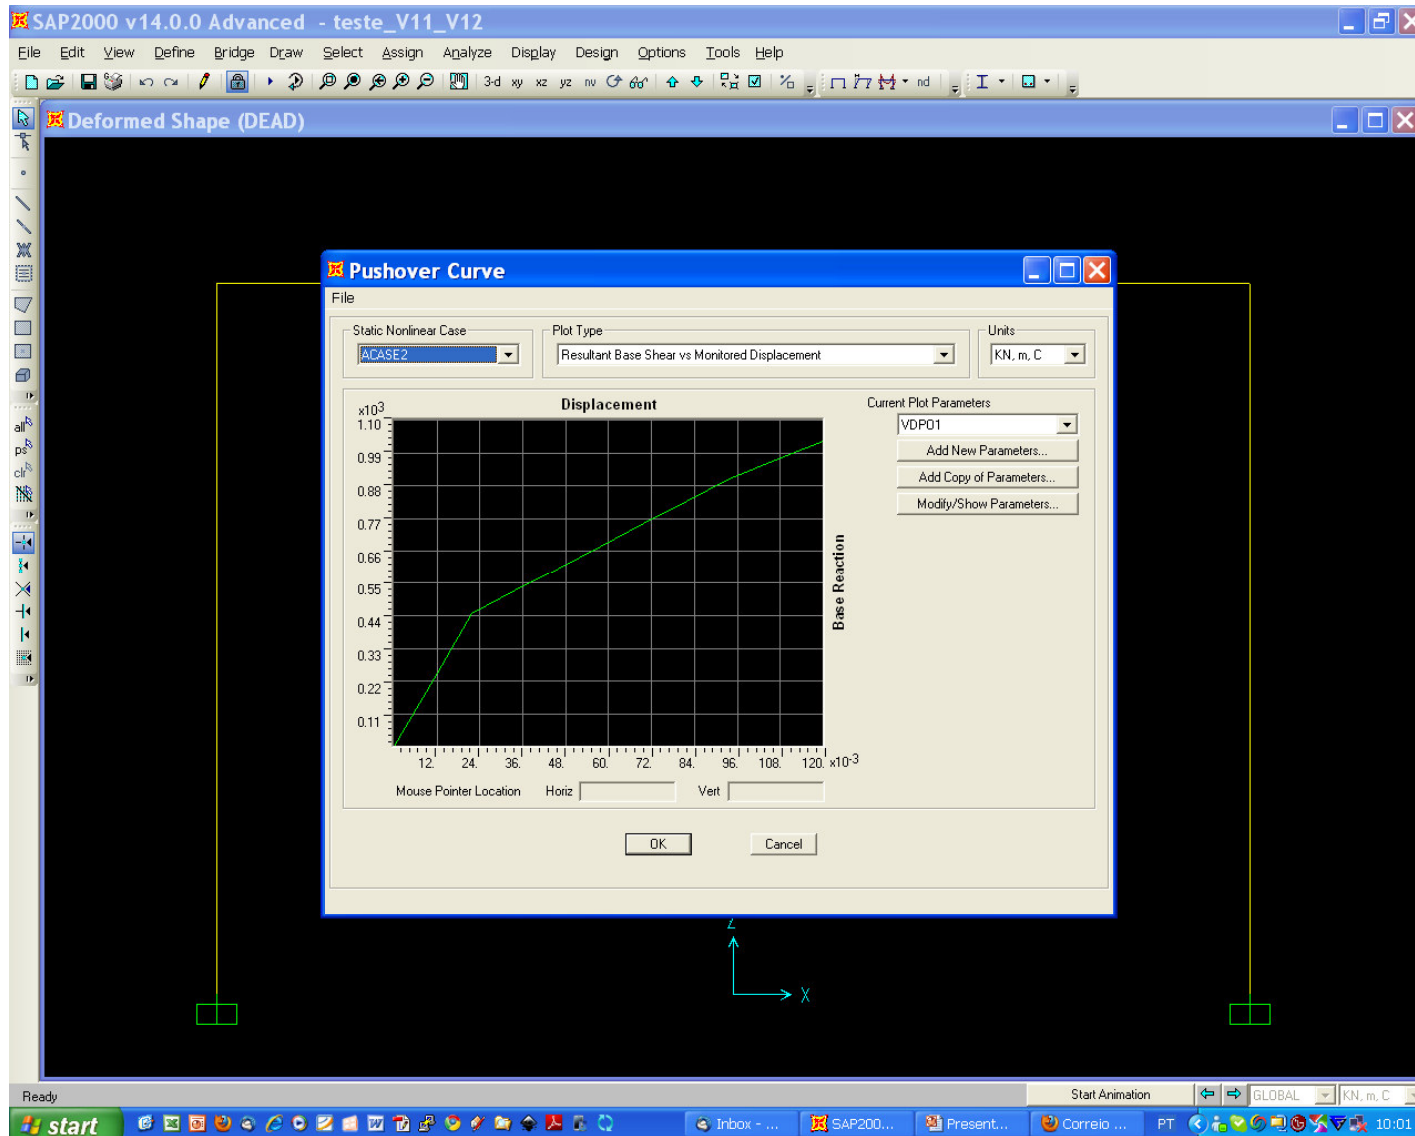 SAP2000 v14.0.0 Advanced - teste_V11_V12
File Edit View Define Bridge Draw Select Assign Analyze Display Design Options Tools Help
3-d xy xz yz nv nd
Deformed Shape (DEAD)
all
ps
clr
Pushover Curve
File
Static Nonlinear Case
Plot Type
Units
ACASE2
Resultant Base Shear vs Monitored Displacement
KN, m, C
x10³
Displacement
Current Plot Parameters
VDPO1
Add New Parameters...
Add Copy of Parameters...
Modify/Show Parameters...
1.10
0.99
0.88
0.77
0.66
0.55
0.44
0.33
0.22
0.11
Base Reaction
12. 24. 36. 48. 60. 72. 84. 96. 108. 120. x10⁻³
Mouse Pointer Location Horiz Vert
OK Cancel
Z
X
Ready Start Animation GLOBAL KN, m, C
start Inbox - ... SAP200... Present... Correio ... PT 10:01